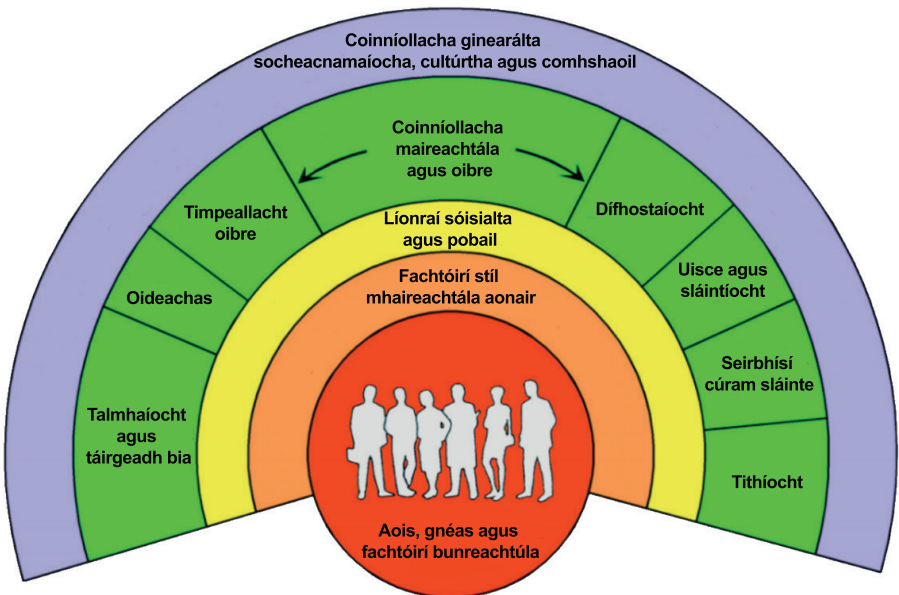 Coinníollacha ginearálta
socheacnamaíocha, cultúrtha agus comhshaoil
Coinníollacha
maireachtála
agus oibre
Timpeallacht
oibre
Oideachas
Talmhaíocht
agus
táirgeadh bia
Dífhostaíocht
Uisce agus
sláintíocht
Seirbhísí
cúram sláinte
Tithíocht
Líonraí sóisialta
agus pobail
Fachtóirí stíl
mhaireachtála aonair
Aois, gnéas agus
fachtóirí bunreachtúla